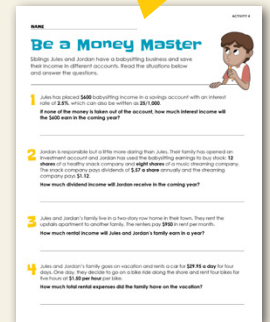 ACTIVITY 4
NAME
Be a Money Master
Siblings Jules and Jordan have a babysitting business and save
their income in different accounts. Read the situations below
and answer the questions.
1 Jules has placed $600 babysitting income in a savings account with an interest
rate of 2.5%, which can also be written as 25/1,000.
If none of the money is taken out of the account, how much interest income will
the $600 earn in the coming year?
2 Jordan is responsible but a little more daring than Jules. Their family has opened an
investment account and Jordan has used the babysitting earnings to buy stock: 12
shares of a healthy snack company and eight shares of a music streaming company.
The snack company pays dividends of $.57 a share annually and the streaming
company pays $1.12.
How much dividend income will Jordan receive in the coming year?
3 Jules and Jordan's family lives in a two-story row home in their town. They rent the
upstairs apartment to another family. The renters pay $950 in rent per month.
How much rental income will Jules and Jordan's family earn in a year?
4 Jules and Jordan's family goes on vacation and rents a car for $29.95 a day for four
days. One day, they decide to go on a bike ride along the shore and rent four bikes for
five hours at $1.50 per hour per bike.
How much total rental expenses did the family have on the vacation?